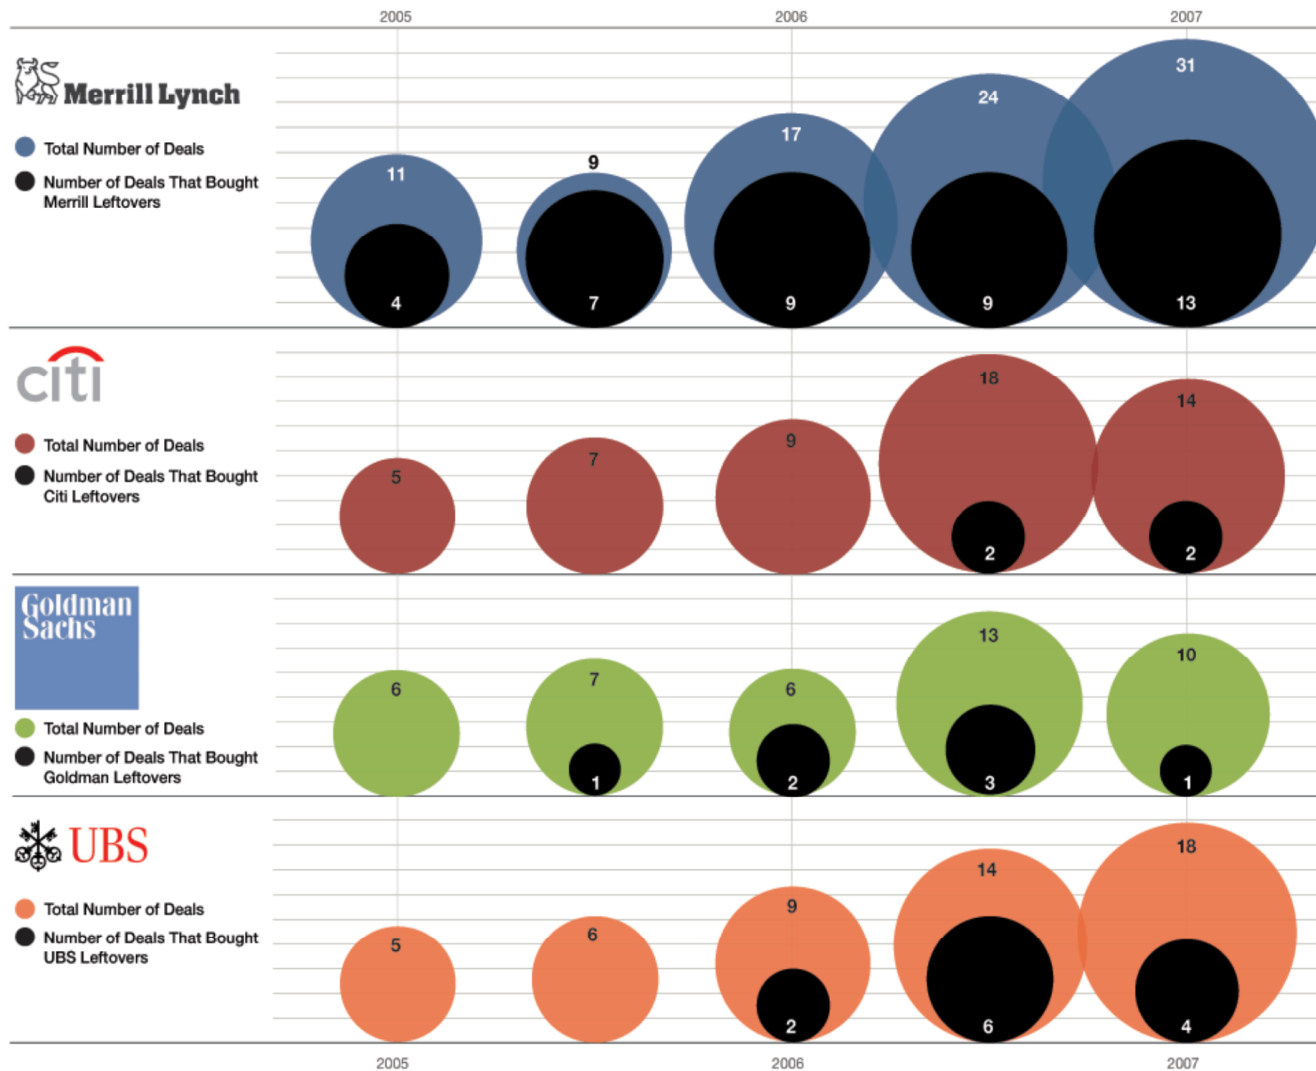 2005 2006 2007
Merrill Lynch
Total Number of Deals
Number of Deals That Bought
Merrill Leftovers
11 9 17 24 31
4 7 9 9 13
citi
Total Number of Deals
Number of Deals That Bought
Citi Leftovers
5 7 9 18 14
2 2
Goldman
Sachs
Total Number of Deals
Number of Deals That Bought
Goldman Leftovers
6 7 6 13 10
1 2 3 1
UBS
Total Number of Deals
Number of Deals That Bought
UBS Leftovers
5 6 9 14 18
2 6 4
2005 2006 2007